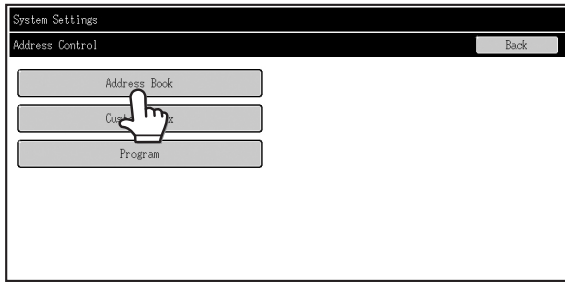 System Settings
Address Control
Back
Address Book
Program